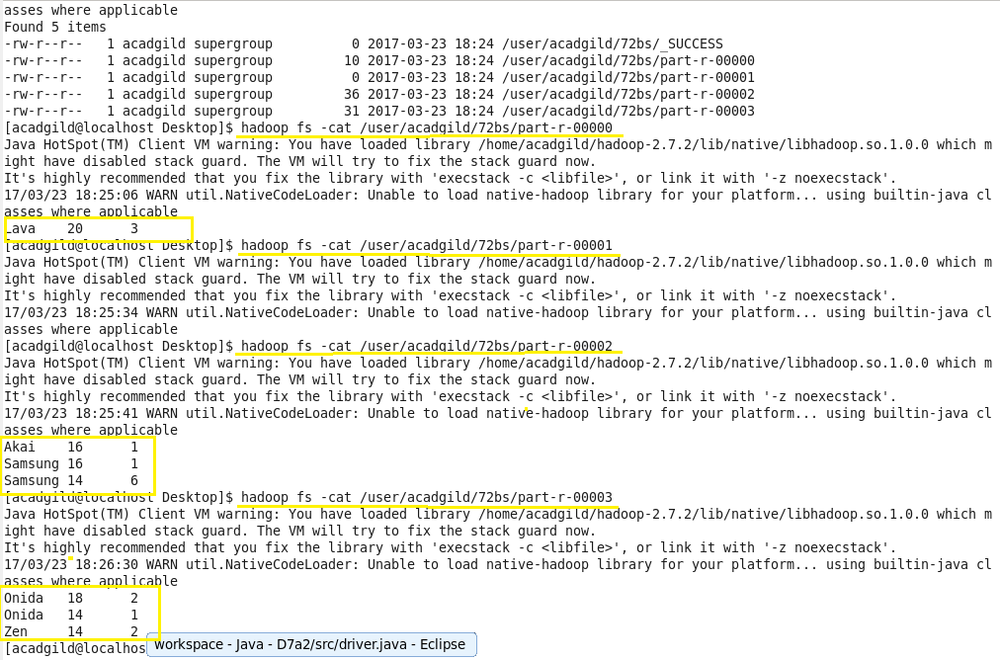 asses where applicable
Found 5 items
-rw-r--r--   1 acadgild supergroup          0 2017-03-23 18:24 /user/acadgild/72bs/_SUCCESS
-rw-r--r--   1 acadgild supergroup         10 2017-03-23 18:24 /user/acadgild/72bs/part-r-00000
-rw-r--r--   1 acadgild supergroup          0 2017-03-23 18:24 /user/acadgild/72bs/part-r-00001
-rw-r--r--   1 acadgild supergroup         36 2017-03-23 18:24 /user/acadgild/72bs/part-r-00002
-rw-r--r--   1 acadgild supergroup         31 2017-03-23 18:24 /user/acadgild/72bs/part-r-00003
[acadgild@localhost Desktop]$ hadoop fs -cat /user/acadgild/72bs/part-r-00000
Java HotSpot(TM) Client VM warning: You have loaded library /home/acadgild/hadoop-2.7.2/lib/native/libhadoop.so.1.0.0 which m
ight have disabled stack guard. The VM will try to fix the stack guard now.
It's highly recommended that you fix the library with 'execstack -c <libfile>', or link it with '-z noexecstack'.
17/03/23 18:25:06 WARN util.NativeCodeLoader: Unable to load native-hadoop library for your platform... using builtin-java cl
asses where applicable
Lava    20      3
[acadgild@localhost Desktop]$ hadoop fs -cat /user/acadgild/72bs/part-r-00001
Java HotSpot(TM) Client VM warning: You have loaded library /home/acadgild/hadoop-2.7.2/lib/native/libhadoop.so.1.0.0 which m
ight have disabled stack guard. The VM will try to fix the stack guard now.
It's highly recommended that you fix the library with 'execstack -c <libfile>', or link it with '-z noexecstack'.
17/03/23 18:25:34 WARN util.NativeCodeLoader: Unable to load native-hadoop library for your platform... using builtin-java cl
asses where applicable
[acadgild@localhost Desktop]$ hadoop fs -cat /user/acadgild/72bs/part-r-00002
Java HotSpot(TM) Client VM warning: You have loaded library /home/acadgild/hadoop-2.7.2/lib/native/libhadoop.so.1.0.0 which m
ight have disabled stack guard. The VM will try to fix the stack guard now.
It's highly recommended that you fix the library with 'execstack -c <libfile>', or link it with '-z noexecstack'.
17/03/23 18:25:41 WARN util.NativeCodeLoader: Unable to load native-hadoop library for your platform... using builtin-java cl
asses where applicable
Akai    16      1
Samsung 16      1
Samsung 14      6
[acadgild@localhost Desktop]$ hadoop fs -cat /user/acadgild/72bs/part-r-00003
Java HotSpot(TM) Client VM warning: You have loaded library /home/acadgild/hadoop-2.7.2/lib/native/libhadoop.so.1.0.0 which m
ight have disabled stack guard. The VM will try to fix the stack guard now.
It's highly recommended that you fix the library with 'execstack -c <libfile>', or link it with '-z noexecstack'.
17/03/23 18:26:30 WARN util.NativeCodeLoader: Unable to load native-hadoop library for your platform... using builtin-java cl
asses where applicable
Onida   18      2
Onida   14      1
Zen     14      2
[acadgild@localhos
workspace - Java - D7a2/src/driver.java - Eclipse